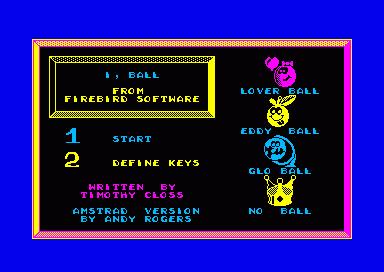 I, BALL
FROM
FIREBIRD SOFTWARE
1 START
2 DEFINE KEYS
WRITTEN BY
TIMOTHY CLOSS
AMSTRAD VERSION
BY ANDY ROGERS
LOVER BALL
EDDY BALL
GLO BALL
NO BALL